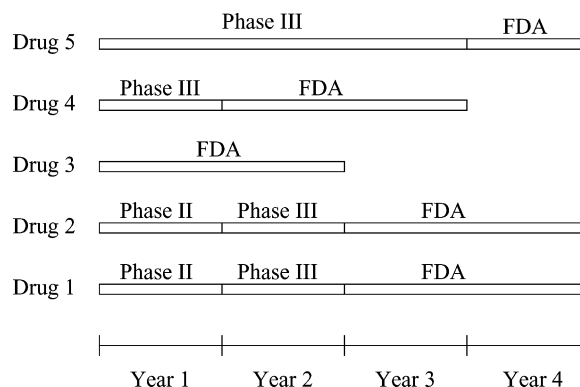 Phase III FDA
Drug 5
Phase III FDA
Drug 4
FDA
Drug 3
Phase II Phase III FDA
Drug 2
Phase II Phase III FDA
Drug 1
Year 1 Year 2 Year 3 Year 4